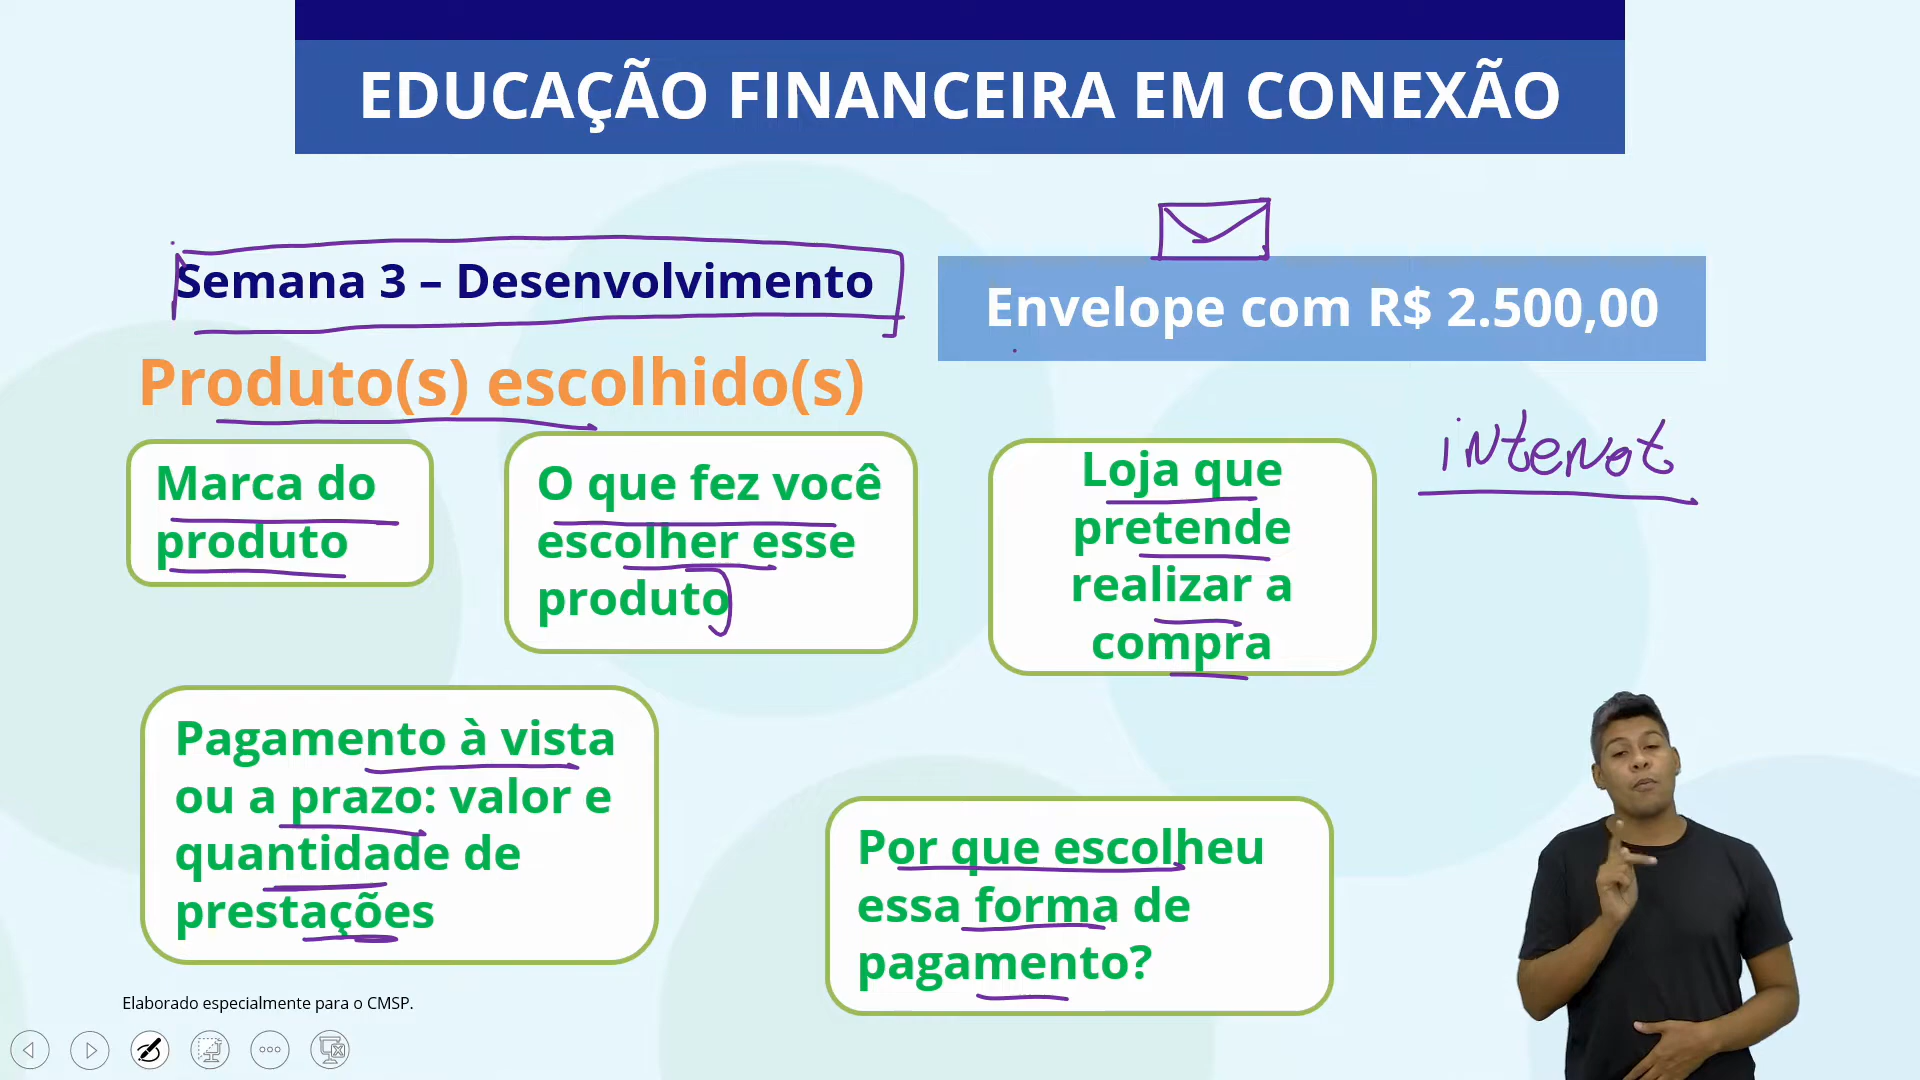 EDUCAÇÃO FINANCEIRA EM CONEXÃO
Semana 3 – Desenvolvimento
Envelope com R$ 2.500,00
Produto(s) escolhido(s)
Marca do
produto
O que fez você
escolher esse
produto
Loja que
pretende
realizar a
compra
internet
Pagamento à vista
ou a prazo: valor e
quantidade de
prestações
Por que escolheu
essa forma de
pagamento?
Elaborado especialmente para o CMSP.